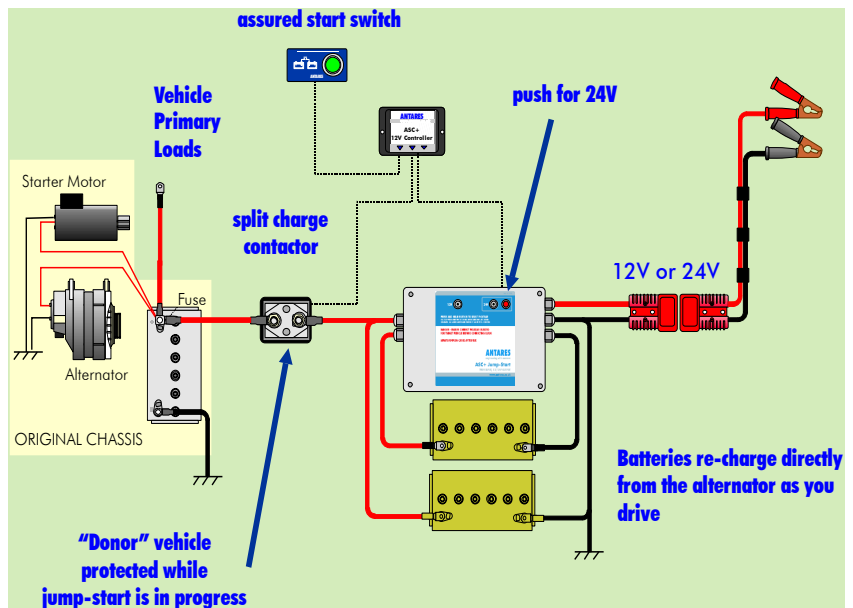 assured start switch
ANTARES
Vehicle
Primary
Loads
push for 24V
ANTARES
ASC+
12V Controller
Starter Motor
split charge
contactor
12V or 24V
Fuse
Alternator
ORIGINAL CHASSIS
ANTARES
ASC+ Jump-Start
Batteries re-charge directly
from the alternator as you
drive
“Donor” vehicle
protected while
jump-start is in progress